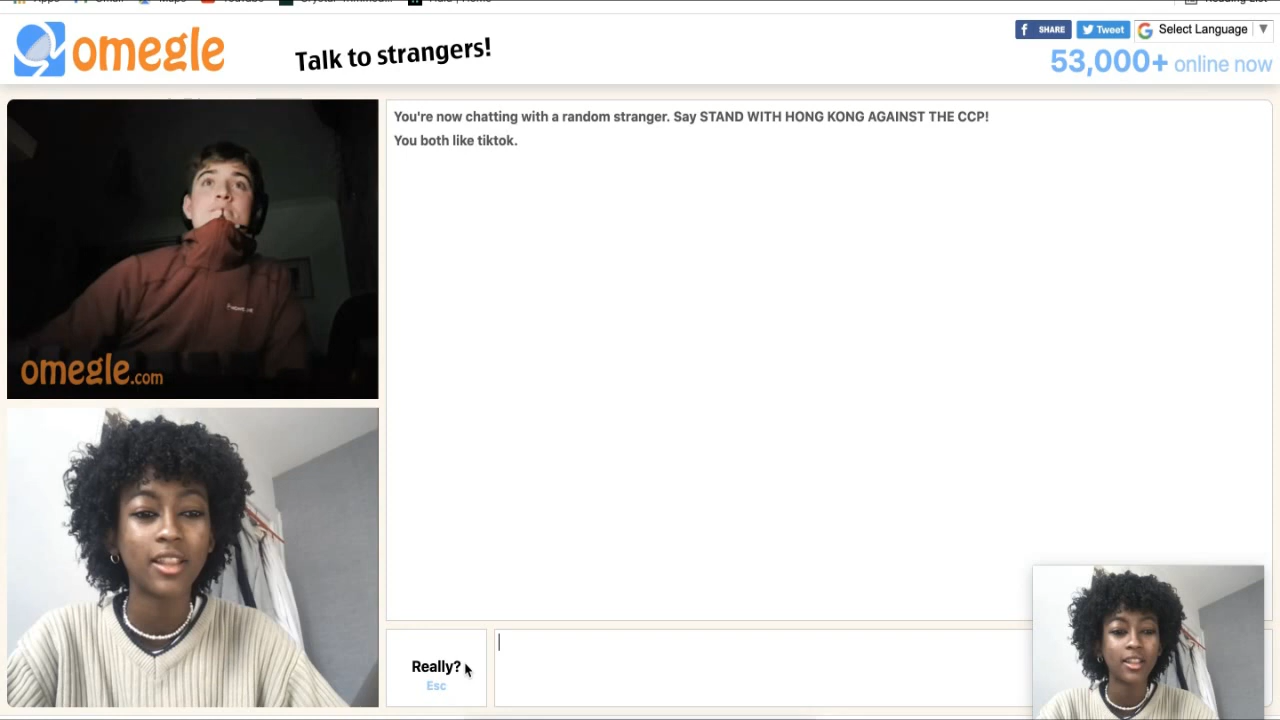 omegle
Talk to strangers!
f SHARE
Tweet
Select Language ▼
53,000+ online now
You're now chatting with a random stranger. Say STAND WITH HONG KONG AGAINST THE CCP!
You both like tiktok.
omegle.com
Really?
Esc